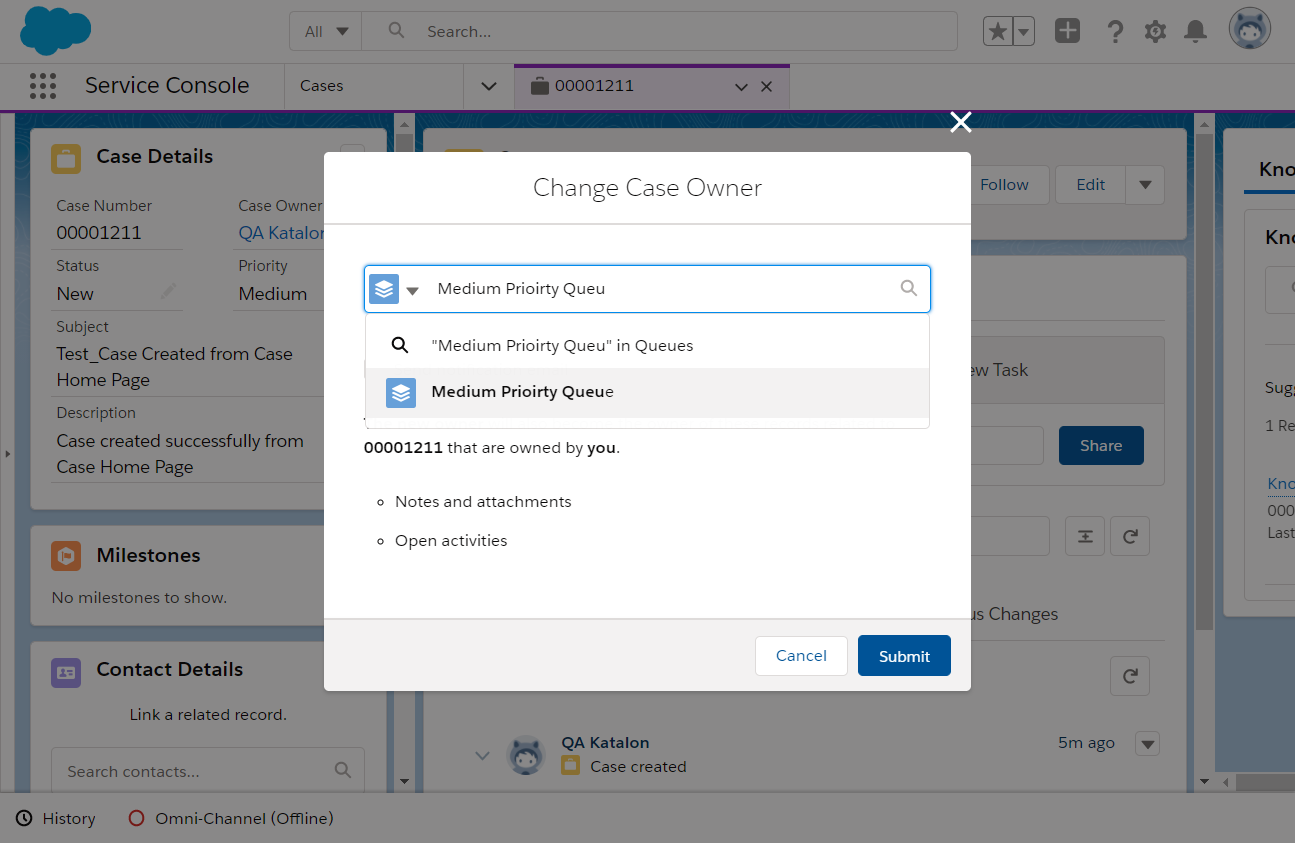 All
Search...
Service Console
Cases
00001211
Case Details
Case Number
Case Owner
00001211
QA Katalon
Status
Priority
New
Medium
Subject
Test_Case Created from Case
Home Page
Description
Case created successfully from
Case Home Page
Milestones
No milestones to show.
Contact Details
Link a related record.
Search contacts...
Change Case Owner
Medium Prioirty Queu
"Medium Prioirty Queu" in Queues
Medium Prioirty Queue
00001211 that are owned by you.
Notes and attachments
Open activities
Cancel
Submit
Follow
Edit
ew Task
Share
us Changes
QA Katalon
5m ago
Case created
Kno
Kno
Sugg
1 Re
Kno
000
Last
History
Omni-Channel (Offline)